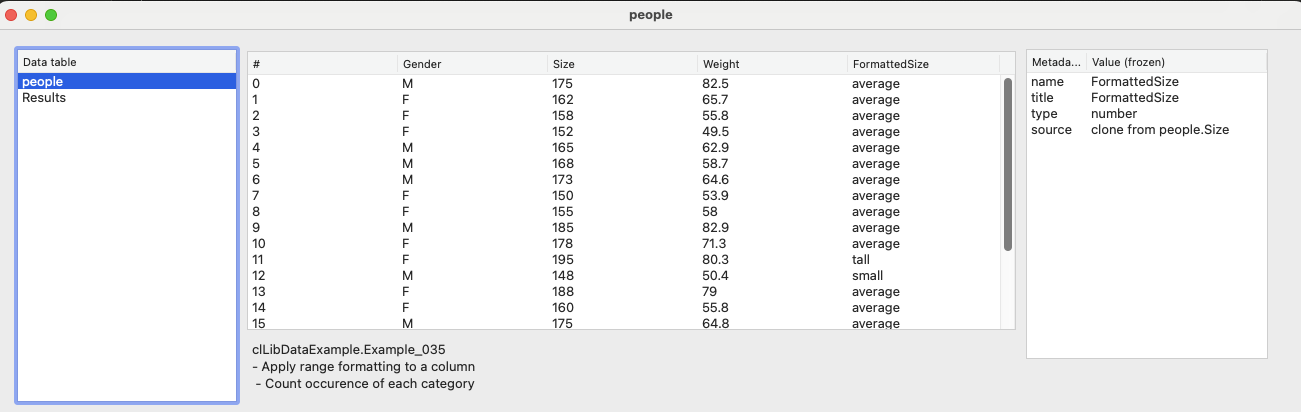 people
Data table
people
Results
# Gender Size Weight FormattedSize
0 M 175 82.5 average
1 F 162 65.7 average
2 F 158 55.8 average
3 F 152 49.5 average
4 M 165 62.9 average
5 M 168 58.7 average
6 M 173 64.6 average
7 F 150 53.9 average
8 F 155 58 average
9 M 185 82.9 average
10 F 178 71.3 average
11 F 195 80.3 tall
12 M 148 50.4 small
13 F 188 79 average
14 F 160 55.8 average
15 M 175 64.8 average
clLibDataExample.Example_035
- Apply range formatting to a column
- Count occurence of each category
Metada... Value (frozen)
name FormattedSize
title FormattedSize
type number
source clone from people.Size